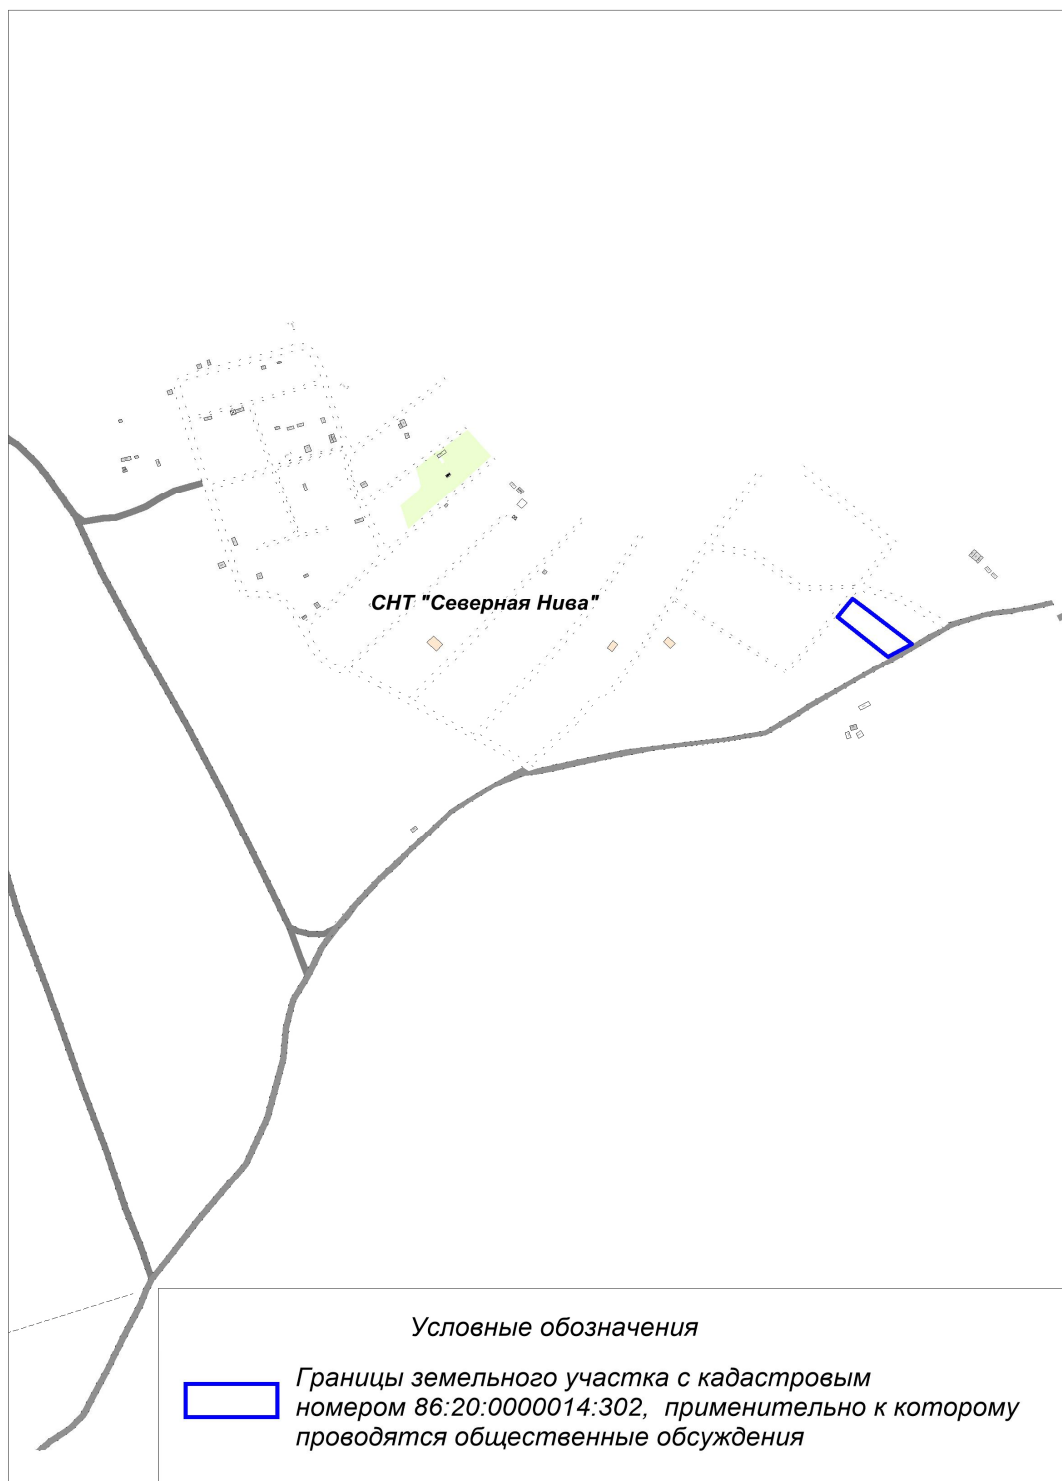 СНТ "Северная Нива"
Условные обозначения
Границы земельного участка с кадастровым
номером 86:20:0000014:302, применительно к которому
проводятся общественные обсуждения